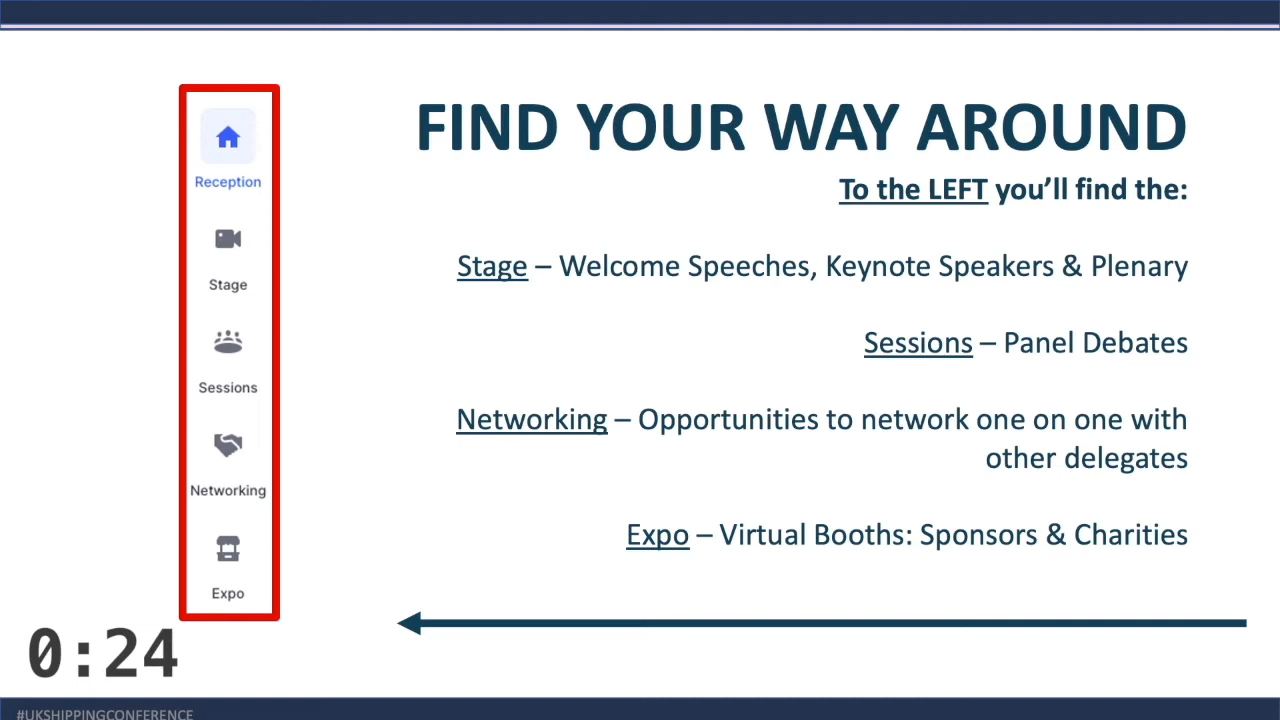 FIND YOUR WAY AROUND
To the LEFT you’ll find the:
Stage – Welcome Speeches, Keynote Speakers & Plenary
Sessions – Panel Debates
Networking – Opportunities to network one on one with
other delegates
Expo – Virtual Booths: Sponsors & Charities
Reception
Stage
Sessions
Networking
Expo
0:24
#UKSHIPPINGCONFERENCE